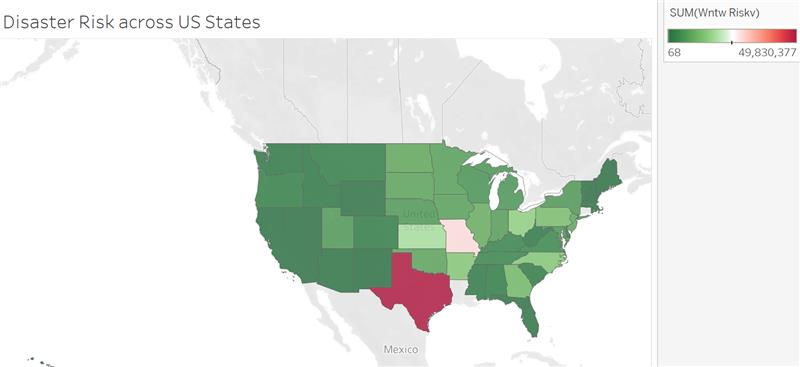 Disaster Risk across US States
SUM(Wntw Riskv)
68 49,830,377
United
States
Mexico